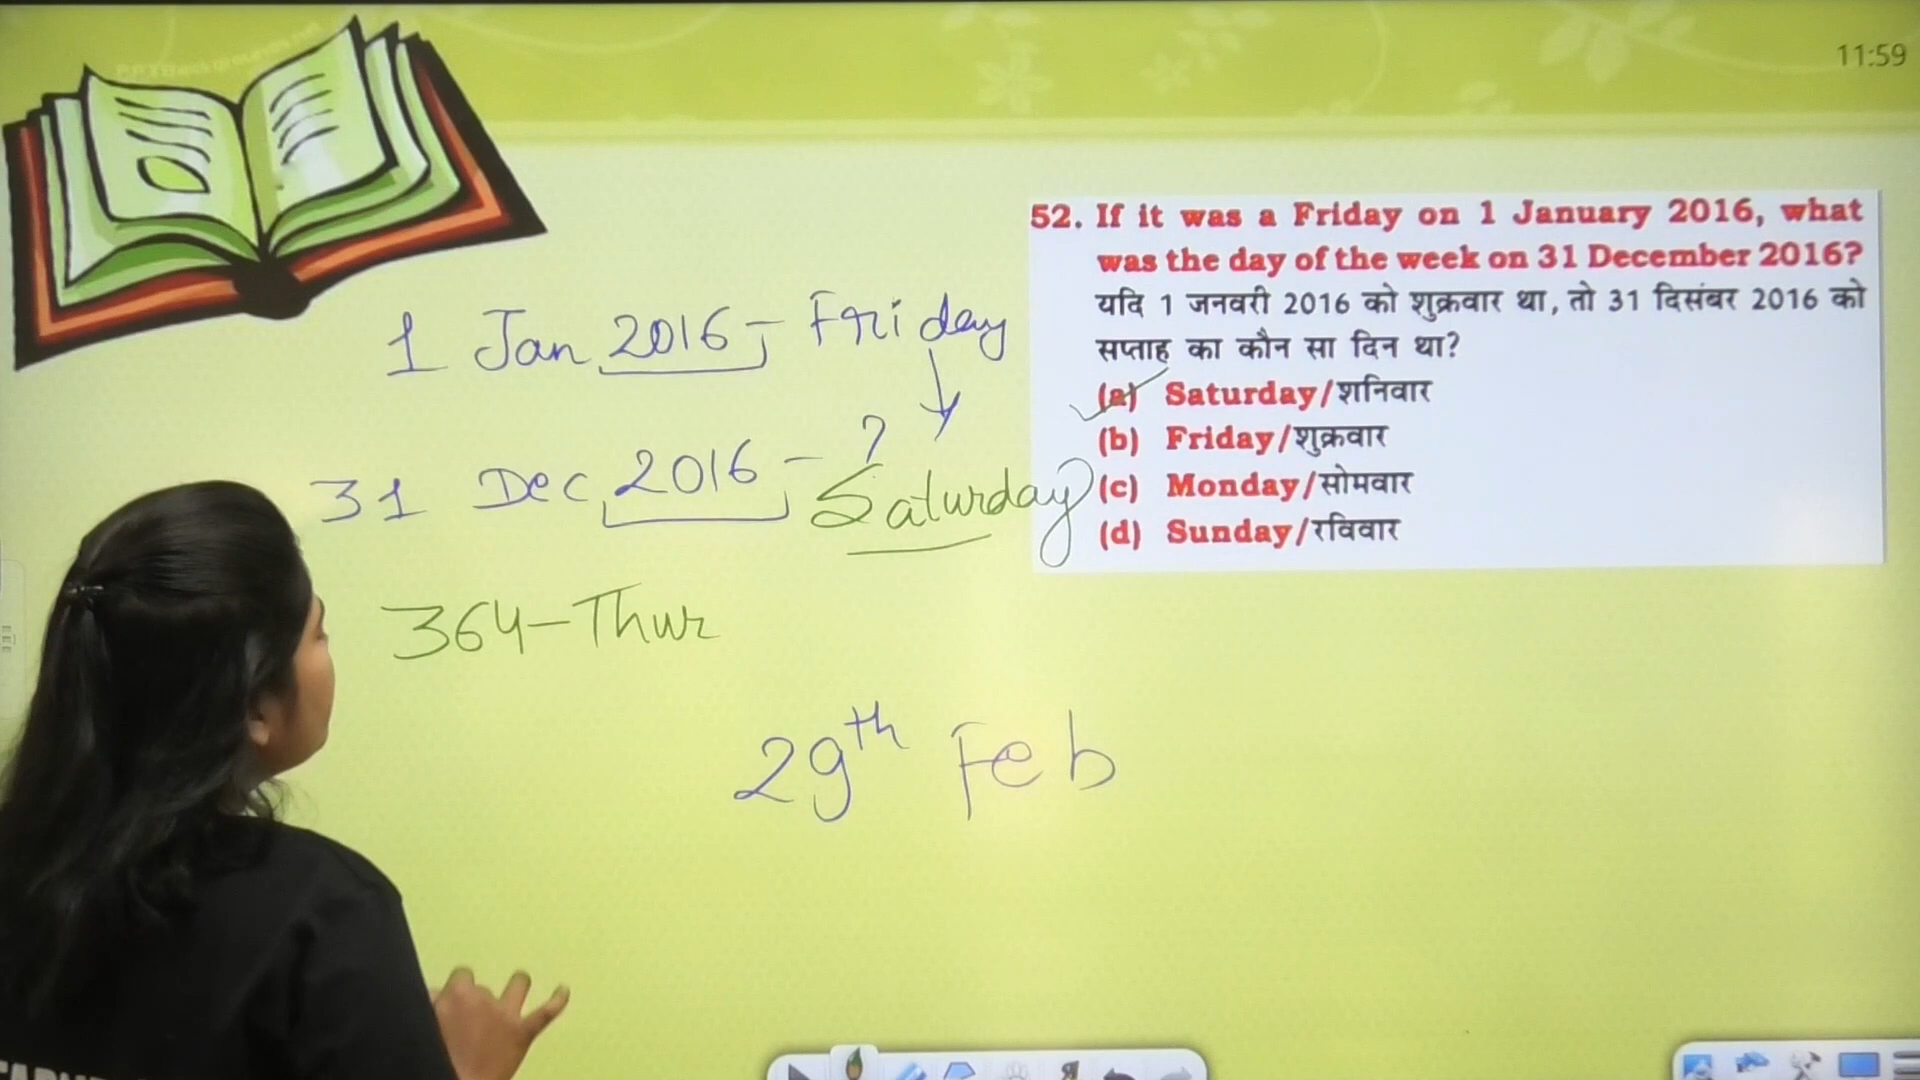 11:59
52. If it was a Friday on 1 January 2016, what
was the day of the week on 31 December 2016?
यदि 1 जनवरी 2016 को शुक्रवार था, तो 31 दिसंबर 2016 को
सप्ताह का कौन सा दिन था?
(a) Saturday/शनिवार
(b) Friday/शुक्रवार
(c) Monday/सोमवार
(d) Sunday/रविवार
1 Jan 2016 - Friday
31 Dec 2016 - ?
Saturday
364-Thur
29th Feb